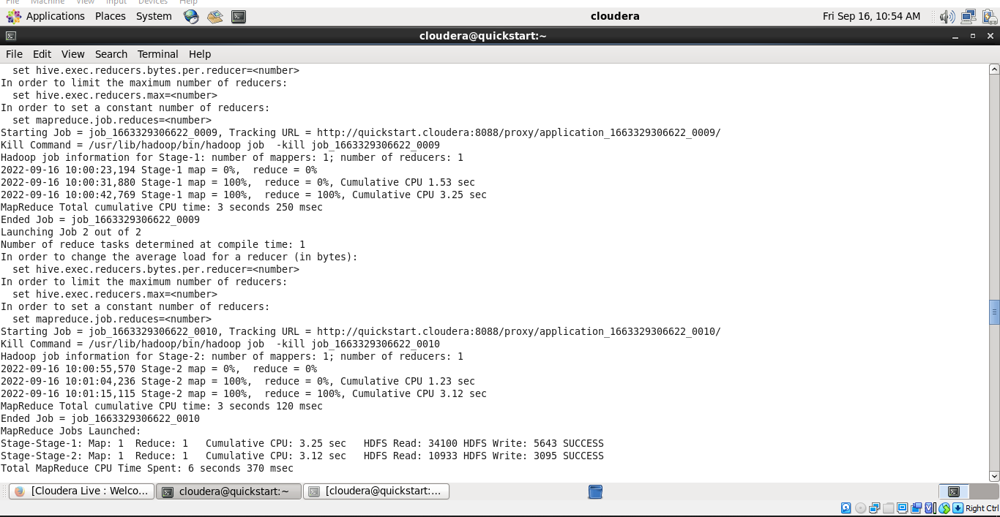 File Machine View Input Devices Help
Applications Places System cloudera Fri Sep 16, 10:54 AM
cloudera@quickstart:~
File Edit View Search Terminal Help
  set hive.exec.reducers.bytes.per.reducer=<number>
In order to limit the maximum number of reducers:
  set hive.exec.reducers.max=<number>
In order to set a constant number of reducers:
  set mapreduce.job.reduces=<number>
Starting Job = job_1663329306622_0009, Tracking URL = http://quickstart.cloudera:8088/proxy/application_1663329306622_0009/
Kill Command = /usr/lib/hadoop/bin/hadoop job  -kill job_1663329306622_0009
Hadoop job information for Stage-1: number of mappers: 1; number of reducers: 1
2022-09-16 10:00:23,194 Stage-1 map = 0%,  reduce = 0%
2022-09-16 10:00:31,880 Stage-1 map = 100%,  reduce = 0%, Cumulative CPU 1.53 sec
2022-09-16 10:00:42,769 Stage-1 map = 100%,  reduce = 100%, Cumulative CPU 3.25 sec
MapReduce Total cumulative CPU time: 3 seconds 250 msec
Ended Job = job_1663329306622_0009
Launching Job 2 out of 2
Number of reduce tasks determined at compile time: 1
In order to change the average load for a reducer (in bytes):
  set hive.exec.reducers.bytes.per.reducer=<number>
In order to limit the maximum number of reducers:
  set hive.exec.reducers.max=<number>
In order to set a constant number of reducers:
  set mapreduce.job.reduces=<number>
Starting Job = job_1663329306622_0010, Tracking URL = http://quickstart.cloudera:8088/proxy/application_1663329306622_0010/
Kill Command = /usr/lib/hadoop/bin/hadoop job  -kill job_1663329306622_0010
Hadoop job information for Stage-2: number of mappers: 1; number of reducers: 1
2022-09-16 10:00:55,570 Stage-2 map = 0%,  reduce = 0%
2022-09-16 10:01:04,236 Stage-2 map = 100%,  reduce = 0%, Cumulative CPU 1.23 sec
2022-09-16 10:01:15,115 Stage-2 map = 100%,  reduce = 100%, Cumulative CPU 3.12 sec
MapReduce Total cumulative CPU time: 3 seconds 120 msec
Ended Job = job_1663329306622_0010
MapReduce Jobs Launched:
Stage-Stage-1: Map: 1  Reduce: 1   Cumulative CPU: 3.25 sec   HDFS Read: 34100 HDFS Write: 5643 SUCCESS
Stage-Stage-2: Map: 1  Reduce: 1   Cumulative CPU: 3.12 sec   HDFS Read: 10933 HDFS Write: 3095 SUCCESS
Total MapReduce CPU Time Spent: 6 seconds 370 msec
[Cloudera Live : Welco... cloudera@quickstart:~ [cloudera@quickstart:...
Right Ctrl